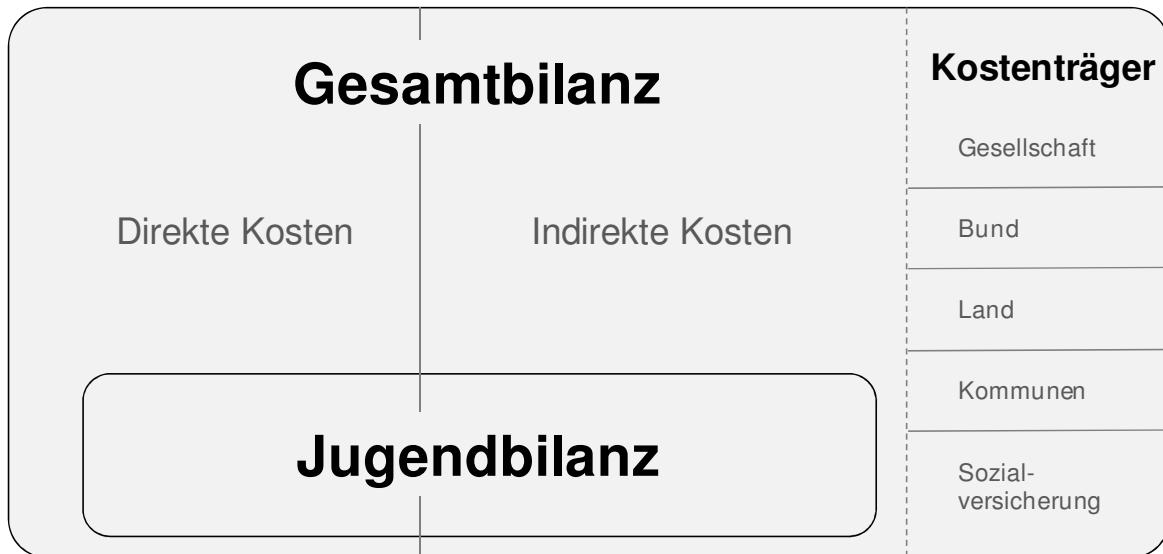 Gesamtbilanz
Direkte Kosten
Indirekte Kosten
Jugendbilanz
Kostenträger
Gesellschaft
Bund
Land
Kommunen
Sozial-
versicherung